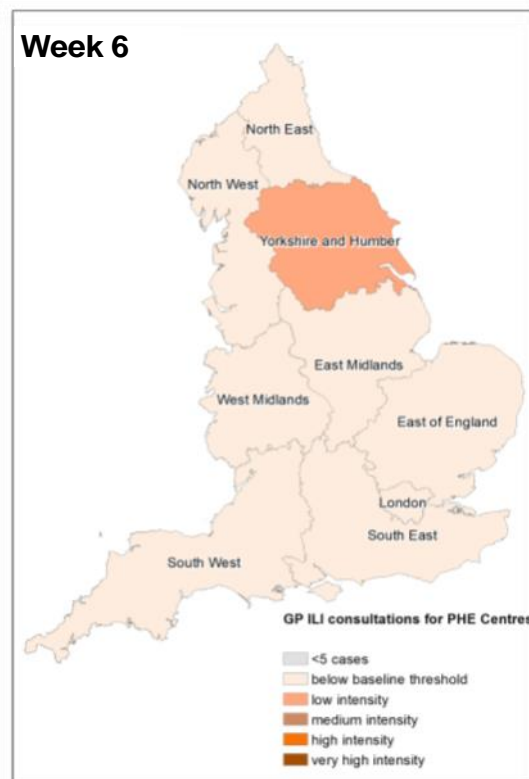 Week 6
North East
North West
Yorkshire and Humber
East Midlands
West Midlands
East of England
London
South East
South West
GP ILI consultations for PHE Centres
<5 cases
below baseline threshold
low intensity
medium intensity
high intensity
very high intensity